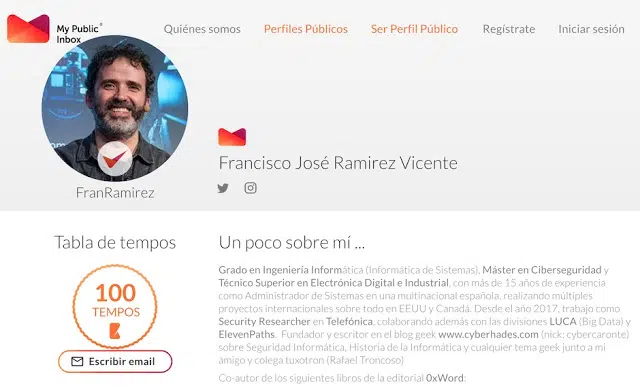 My Public
Inbox
Quiénes somos
Perfiles Públicos
Ser Perfil Público
Regístrate
Iniciar sesión
FranRamirez
Francisco José Ramirez Vicente
Tabla de tempos
100
TEMPOS
Escribir email
Un poco sobre mí ...
Grado en Ingeniería Informática (Informática de Sistemas), Máster en Ciberseguridad y
Técnico Superior en Electrónica Digital e Industrial, con más de 15 años de experiencia
como Administrador de Sistemas en una multinacional española, realizando múltiples
proyectos internacionales sobre todo en EEUU y Canadá. Desde el año 2017, trabajo como
Security Researcher en Telefónica, colaborando además con las divisiones LUCA (Big Data) y
ElevenPaths. Fundador y escritor en el blog geek www.cyberhades.com (nick: cybercaronte)
sobre Seguridad Informática, Historia de la Informática y cualquier tema geek junto a mi
amigo y colega tuxotron (Rafael Troncoso)
Co-autor de los siguientes libros de la editorial 0xWord: